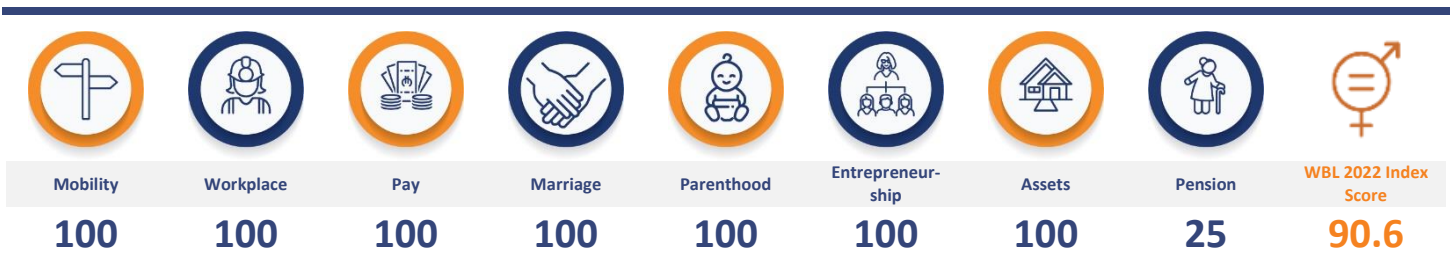 Mobility
Workplace
Pay
Marriage
Parenthood
Entrepreneur-
ship
Assets
Pension
WBL 2022 Index
Score
100
100
100
100
100
100
100
25
90.6